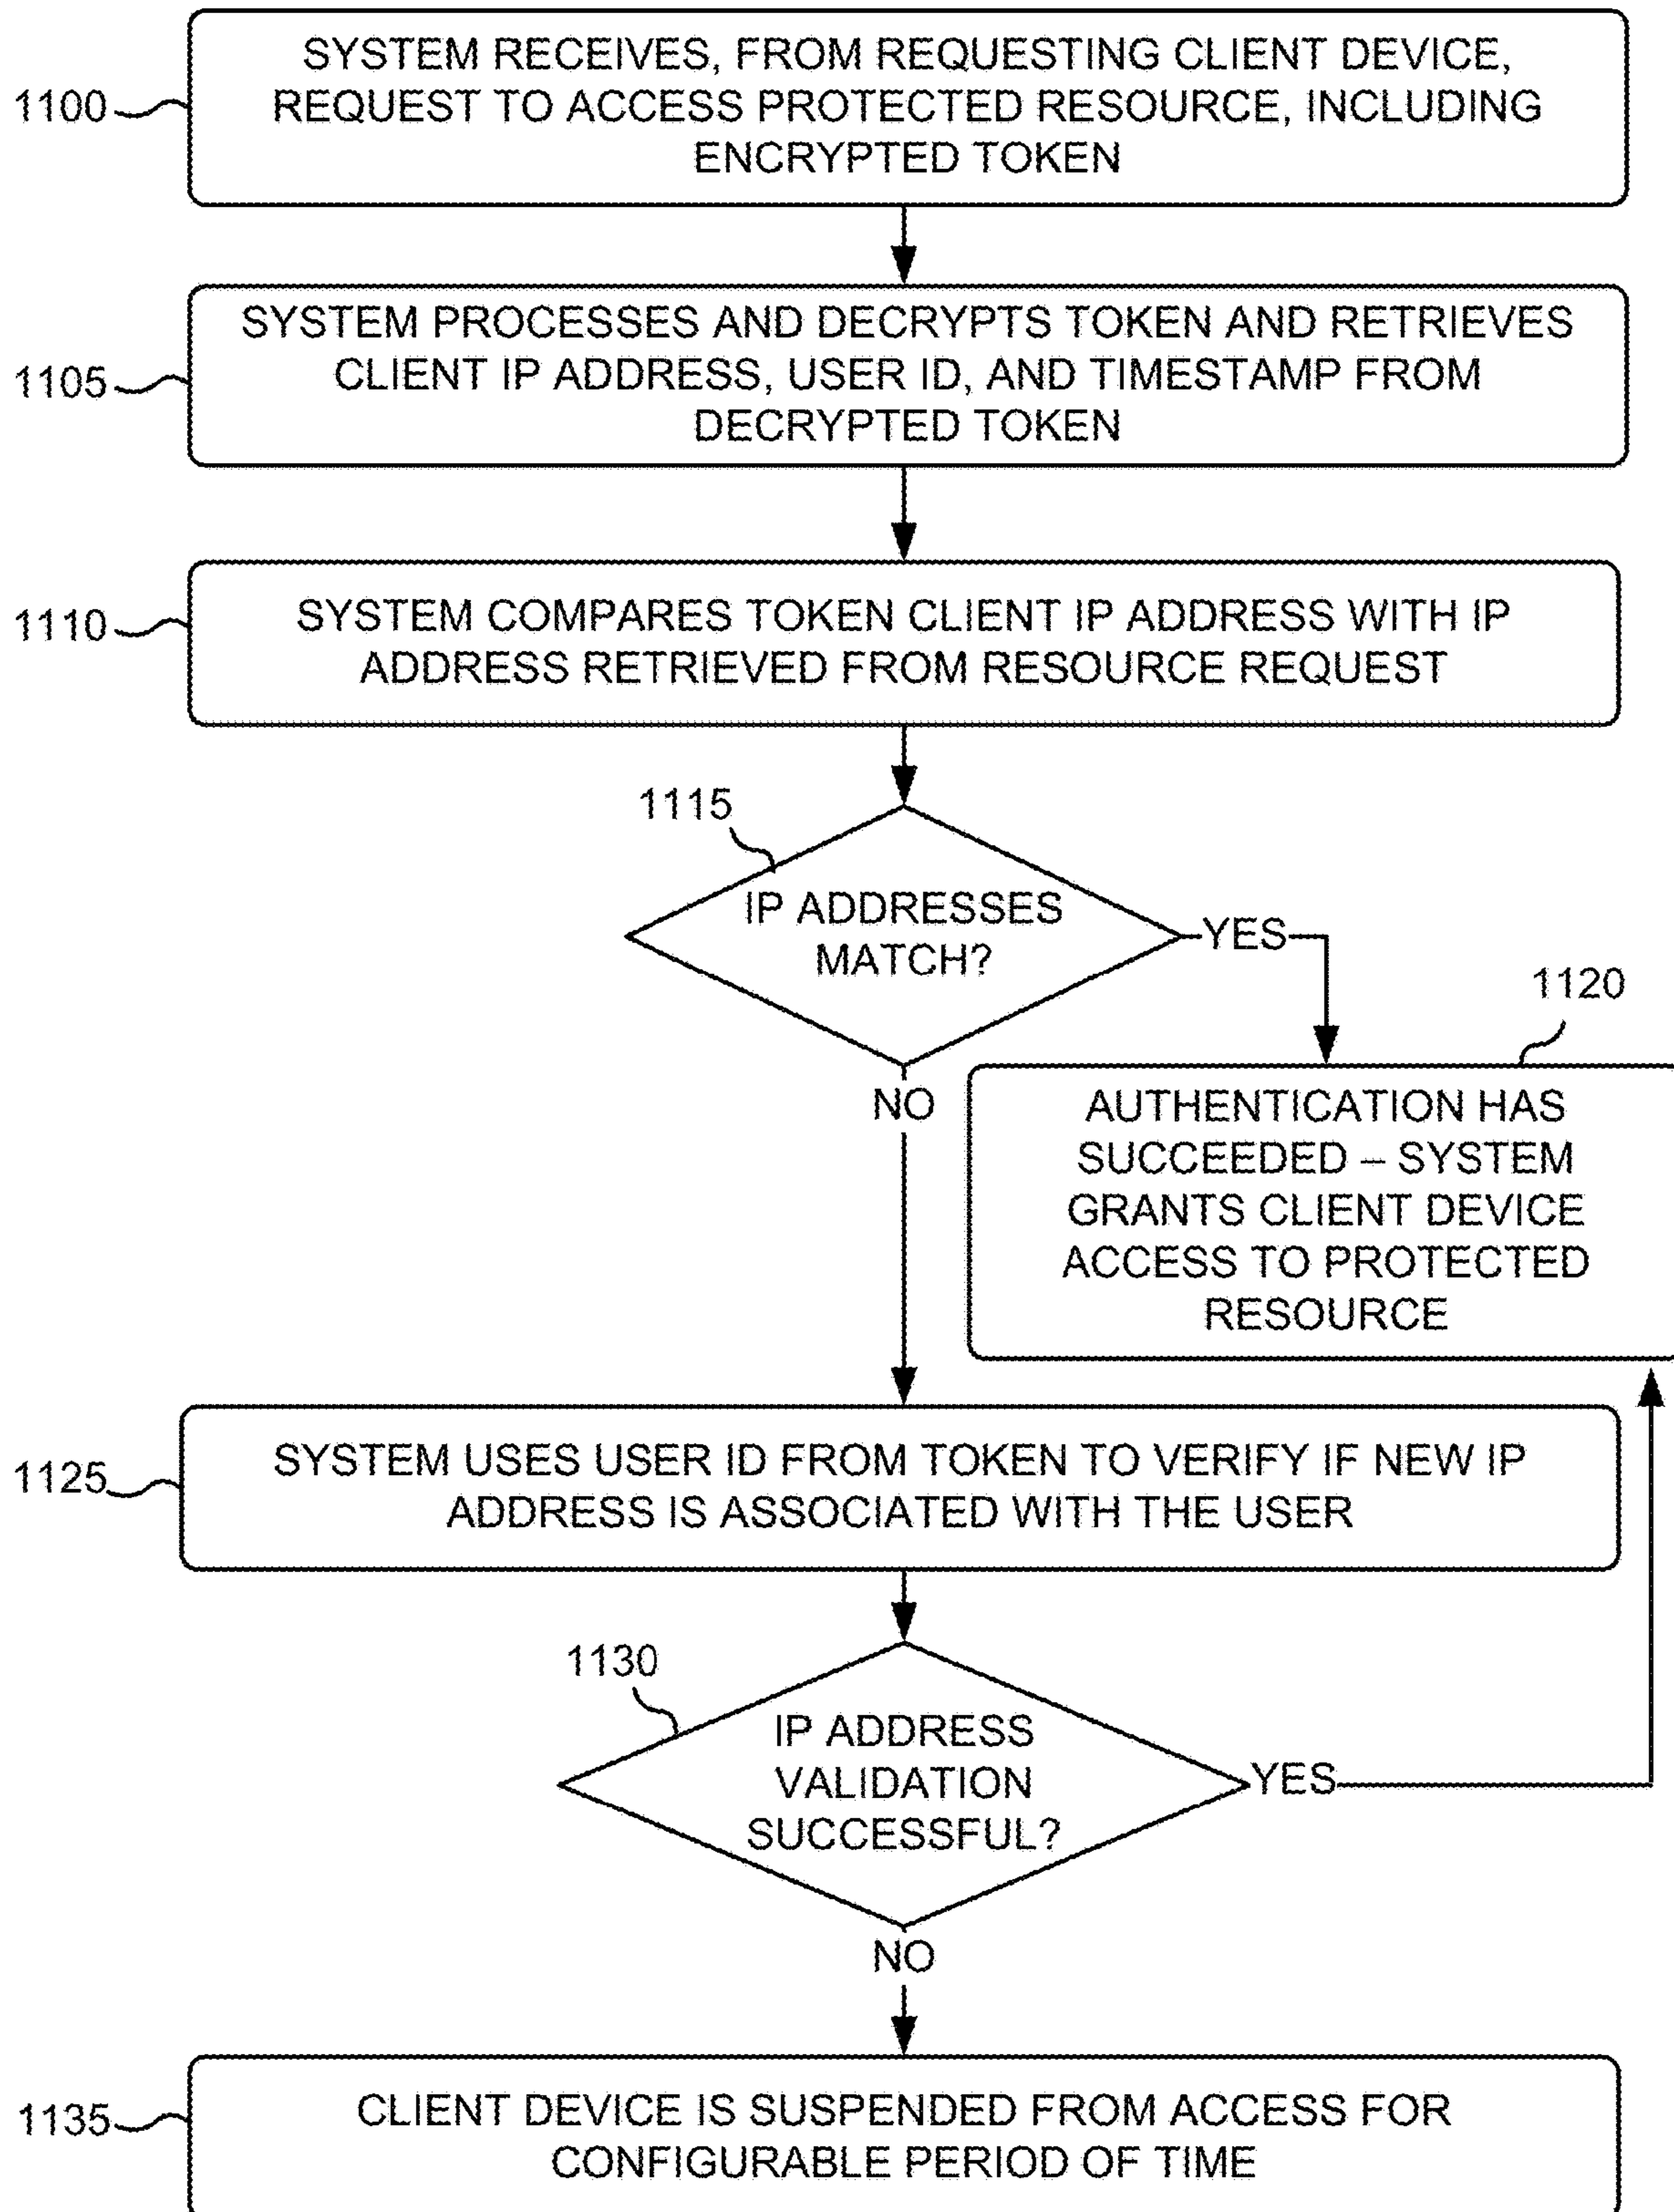 1100
SYSTEM RECEIVES, FROM REQUESTING CLIENT DEVICE,
REQUEST TO ACCESS PROTECTED RESOURCE, INCLUDING
ENCRYPTED TOKEN
1105
SYSTEM PROCESSES AND DECRYPTS TOKEN AND RETRIEVES
CLIENT IP ADDRESS, USER ID, AND TIMESTAMP FROM
DECRYPTED TOKEN
1110
SYSTEM COMPARES TOKEN CLIENT IP ADDRESS WITH IP
ADDRESS RETRIEVED FROM RESOURCE REQUEST
1115
IP ADDRESSES
MATCH?
YES
NO
1120
AUTHENTICATION HAS
SUCCEEDED – SYSTEM
GRANTS CLIENT DEVICE
ACCESS TO PROTECTED
RESOURCE
1125
SYSTEM USES USER ID FROM TOKEN TO VERIFY IF NEW IP
ADDRESS IS ASSOCIATED WITH THE USER
1130
IP ADDRESS
VALIDATION
SUCCESSFUL?
YES
NO
1135
CLIENT DEVICE IS SUSPENDED FROM ACCESS FOR
CONFIGURABLE PERIOD OF TIME